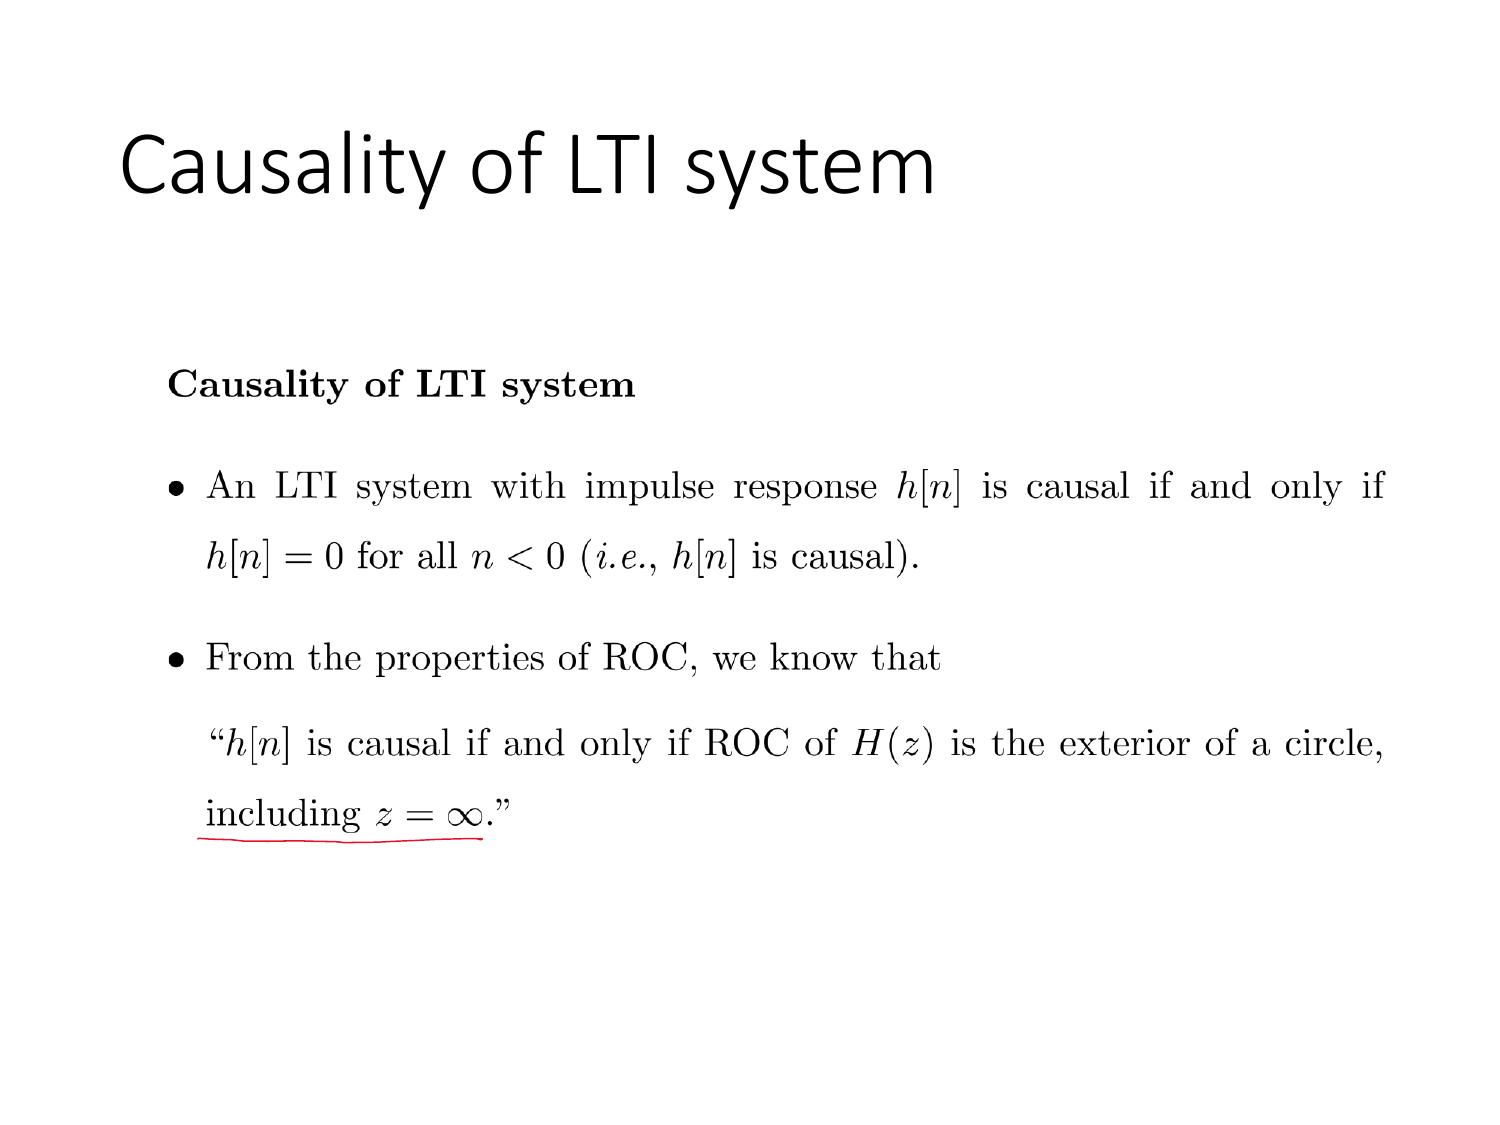 Causality of LTI system
Causality of LTI system
• An LTI system with impulse response h[n] is causal if and only if
h[n] = 0 for all n < 0 (i.e., h[n] is causal).
• From the properties of ROC, we know that
“h[n] is causal if and only if ROC of H(z) is the exterior of a circle,
including z = ∞.”